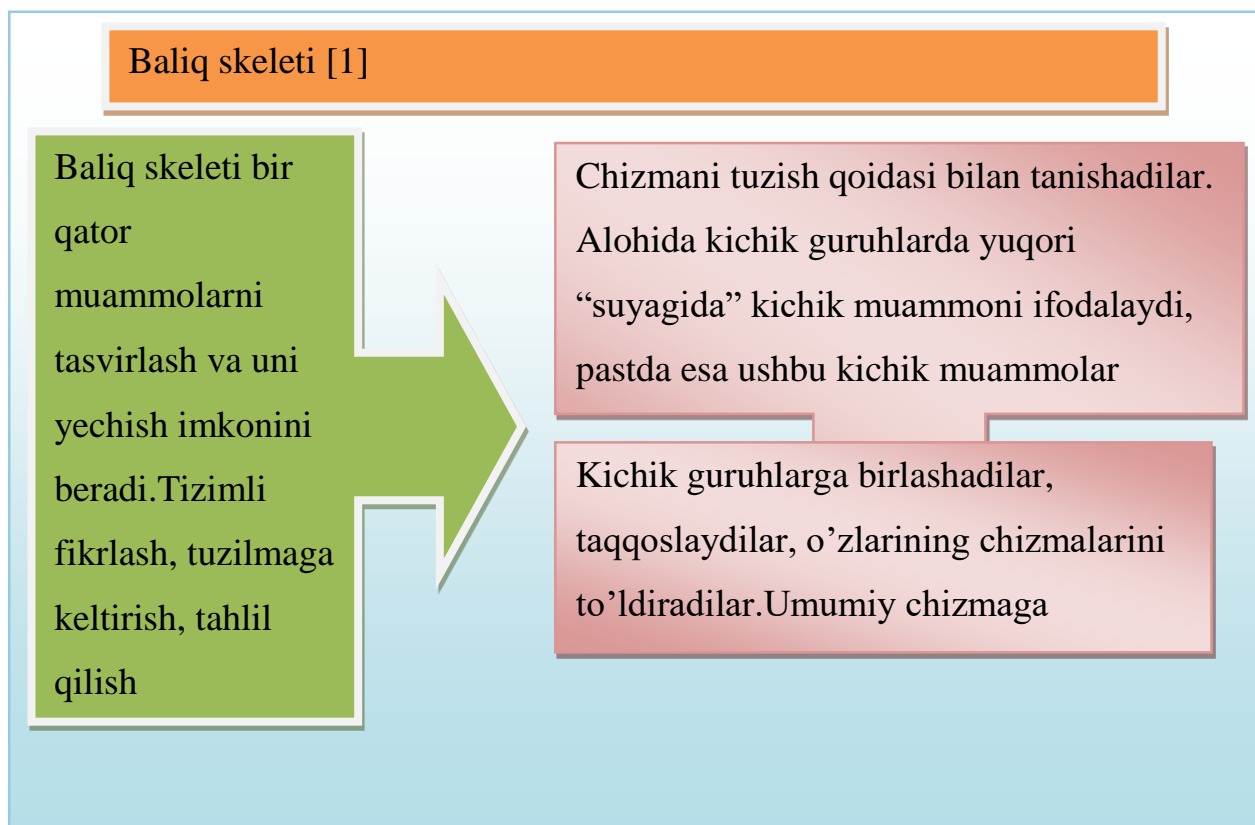 Baliq skeleti [1]
Baliq skeleti bir
qator
muammolarni
tasvirlash va uni
yechish imkonini
beradi.Tizimli
fikrlash, tuzilmaga
keltirish, tahlil
qilish
Chizmani tuzish qoidasi bilan tanishadilar.
Alohida kichik guruhlarda yuqori
“suyagida” kichik muammoni ifodalaydi,
pastda esa ushbu kichik muammolar
Kichik guruhlarga birlashadilar,
taqqoslaydilar, o’zlarining chizmalarini
to’ldiradilar.Umumiy chizmaga